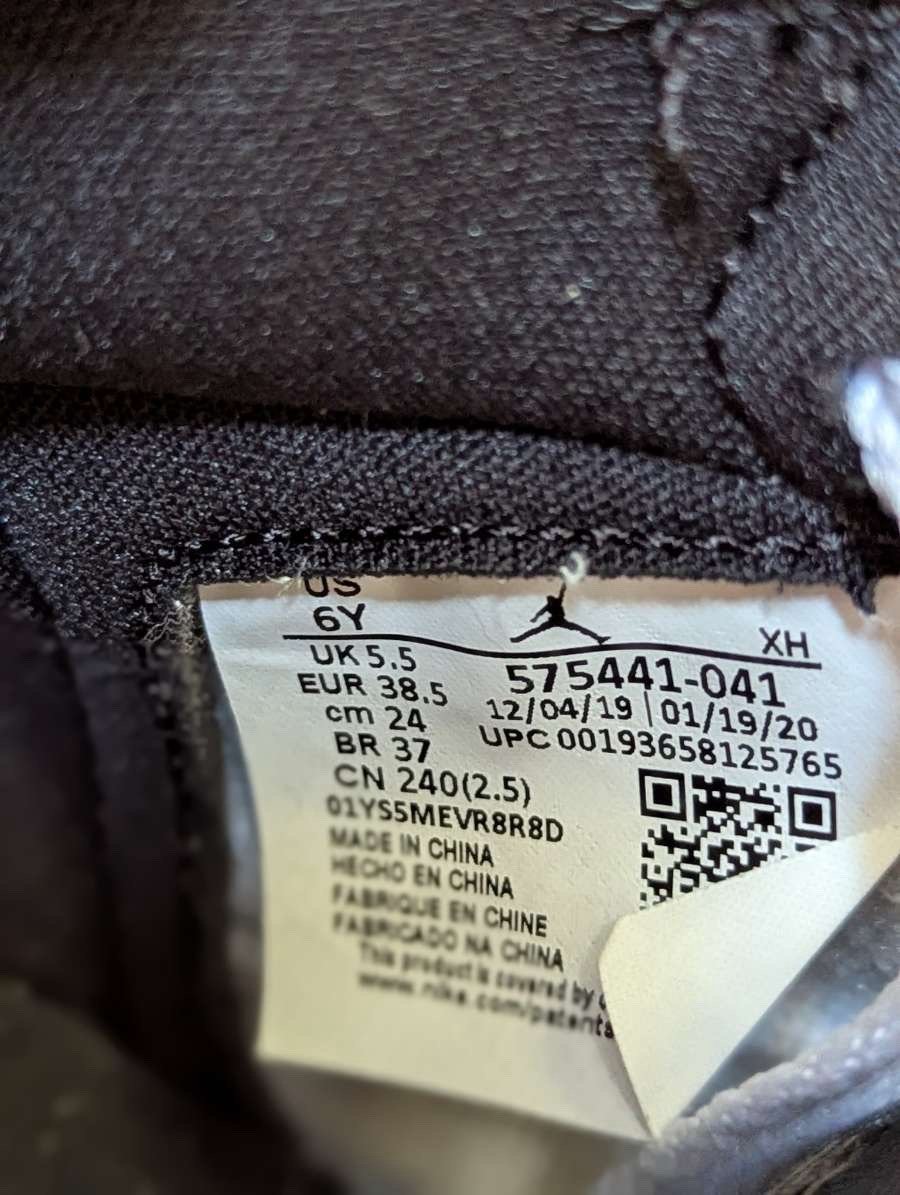 US
6Y
XH
UK 5.5
EUR 38.5
cm 24
BR 37
CN 240(2.5)
575441-041
12/04/19 | 01/19/20
UPC 00193658125765
01YS5MEVR8R8D
MADE IN CHINA
HECHO EN CHINA
FABRIQUE EN CHINE
FABRICADO NA CHINA
This product is covered by
www.nike.com/patents